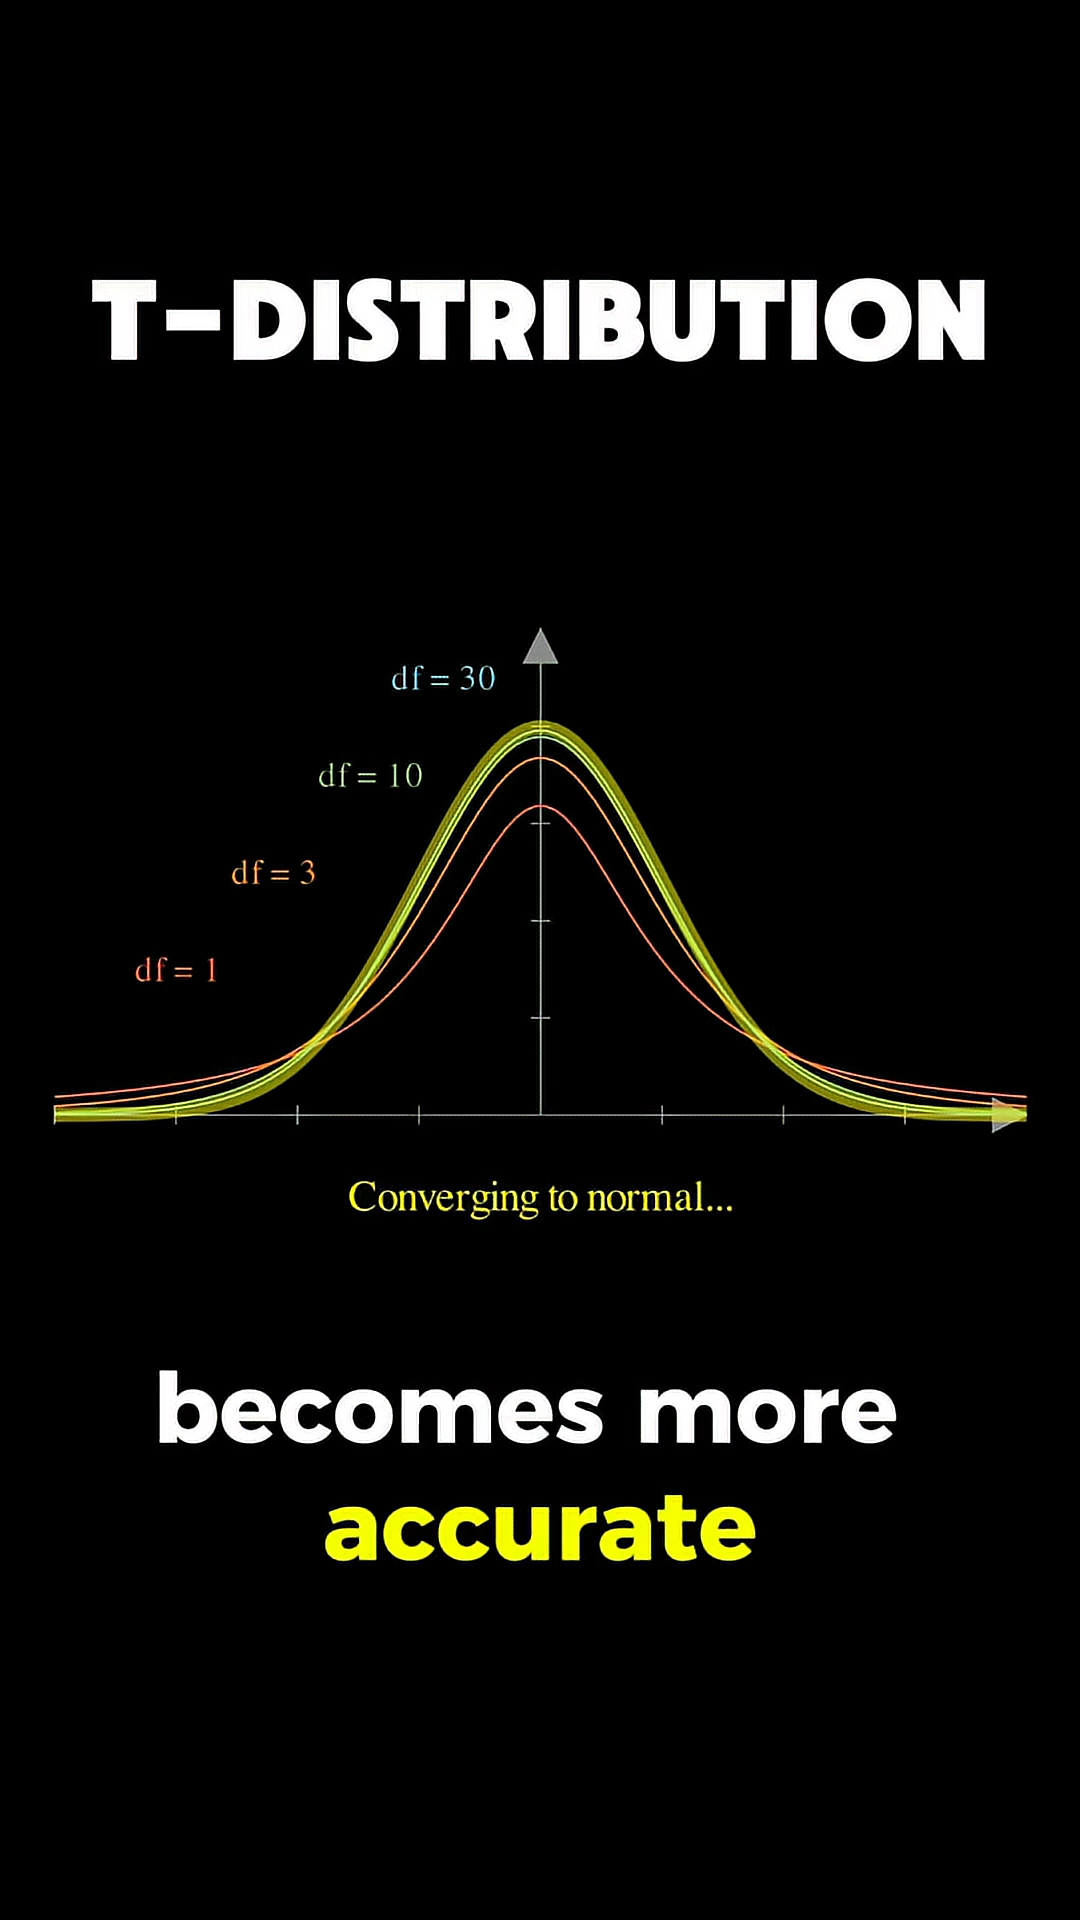 T-DISTRIBUTION
df = 30
df = 10
df = 3
df = 1
Converging to normal...
becomes more
accurate